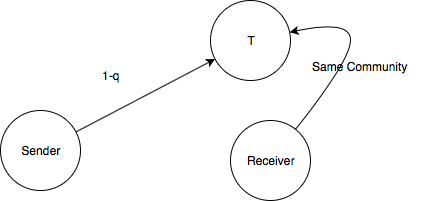 T
1-q
Same Community
Sender
Receiver